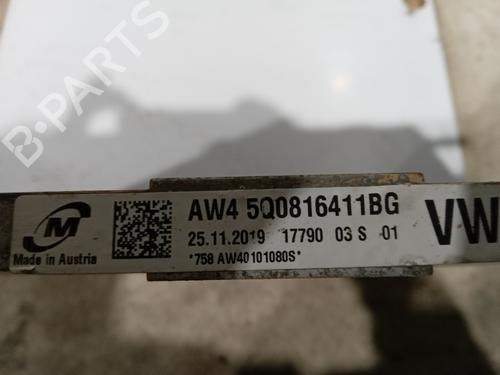 B-PARTS
AW4 5Q0816411BG
VW
25.11.2019 17790 03 S 01
*758 AW40101080S*
M
Made in Austria